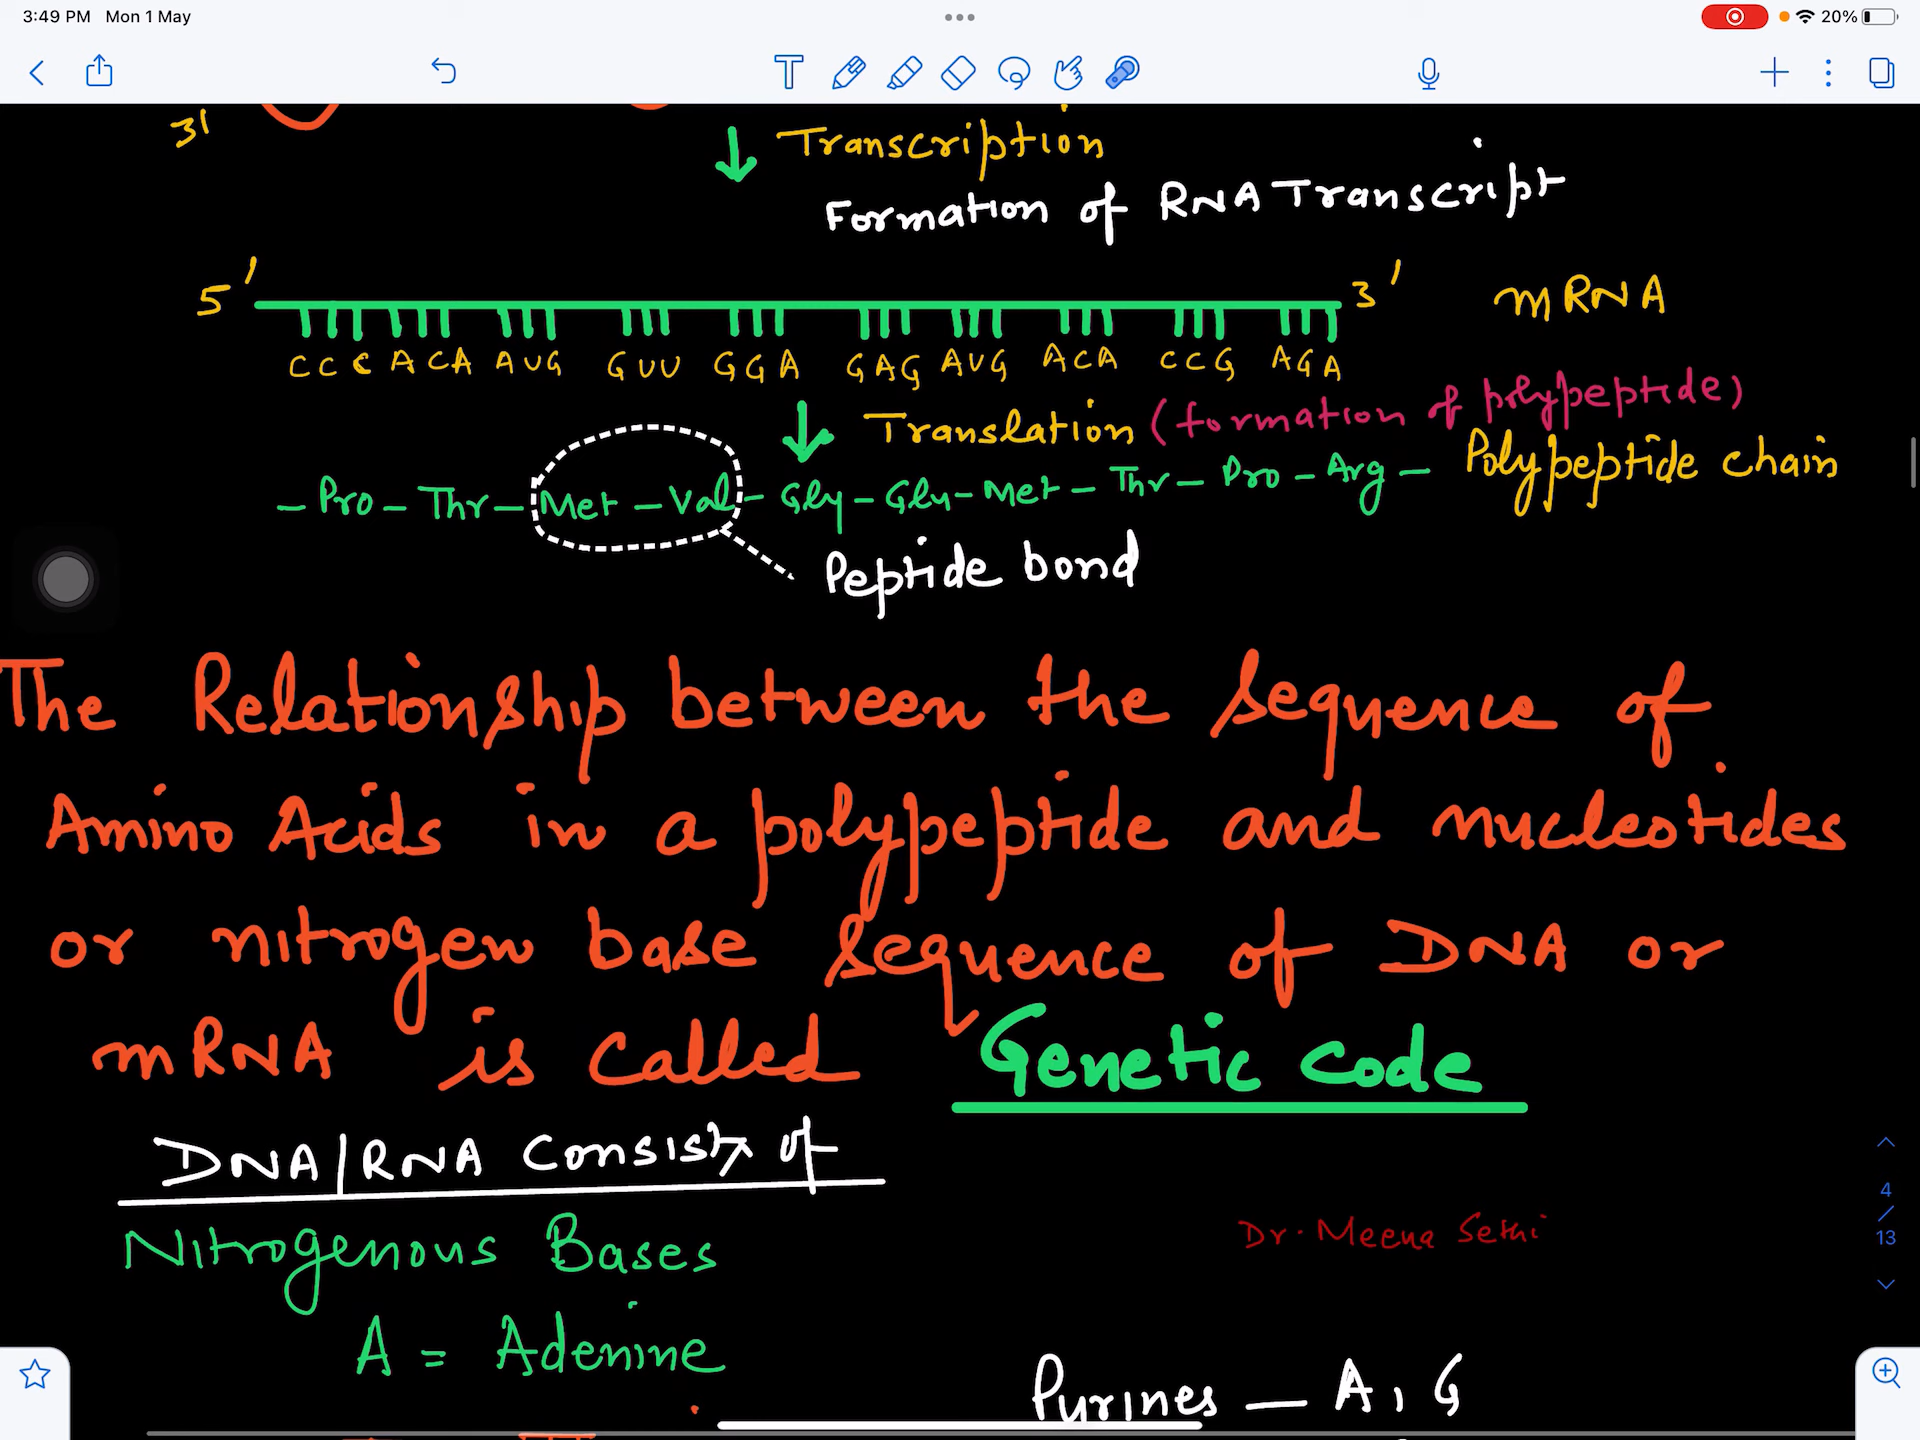 3:49 PM Mon 1 May
20%
3'
Transcription
Formation of RNA Transcript
5' 3' mRNA
CCC ACA AUG GUU GGA GAG AUG ACA CCG AGA
Translation (formation of polypeptide)
- Pro - Thr - Met - Val - Gly - Glu - Met - Thr - Pro - Arg - Polypeptide chain
Peptide bond
The Relationship between the sequence of
Amino Acids in a polypeptide and nucleotides
or nitrogen base sequence of DNA or
mRNA is called Genetic code
DNA/RNA Consists of
Nitrogenous Bases
Dr. Meena Sethi
A = Adenine
Pyrines — A, G
4
/
13